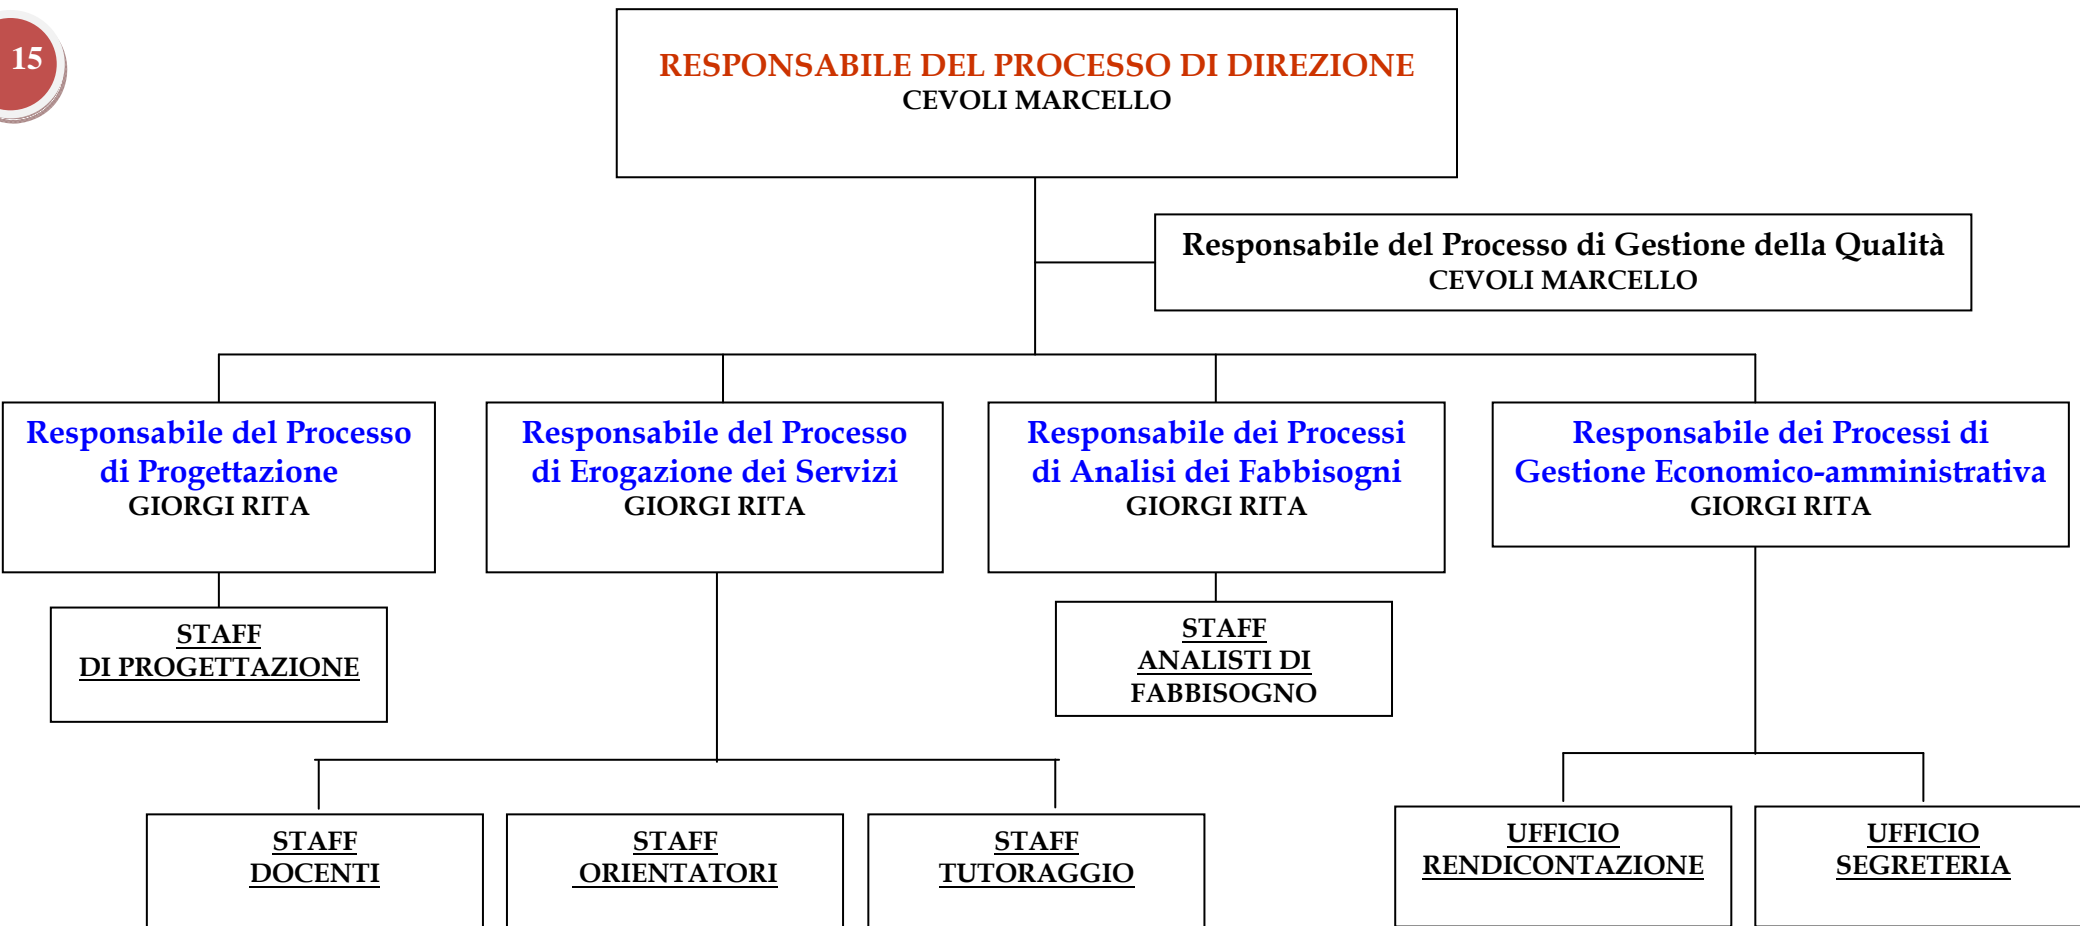 15
RESPONSABILE DEL PROCESSO DI DIREZIONE
CEVOLI MARCELLO
Responsabile del Processo di Gestione della Qualità
CEVOLI MARCELLO
Responsabile del Processo
di Progettazione
GIORGI RITA
Responsabile del Processo
di Erogazione dei Servizi
GIORGI RITA
Responsabile dei Processi
di Analisi dei Fabbisogni
GIORGI RITA
Responsabile dei Processi di
Gestione Economico-amministrativa
GIORGI RITA
STAFF
DI PROGETTAZIONE
STAFF
ANALISTI DI
FABBISOGNO
STAFF
DOCENTI
STAFF
ORIENTATORI
STAFF
TUTORAGGIO
UFFICIO
RENDICONTAZIONE
UFFICIO
SEGRETERIA